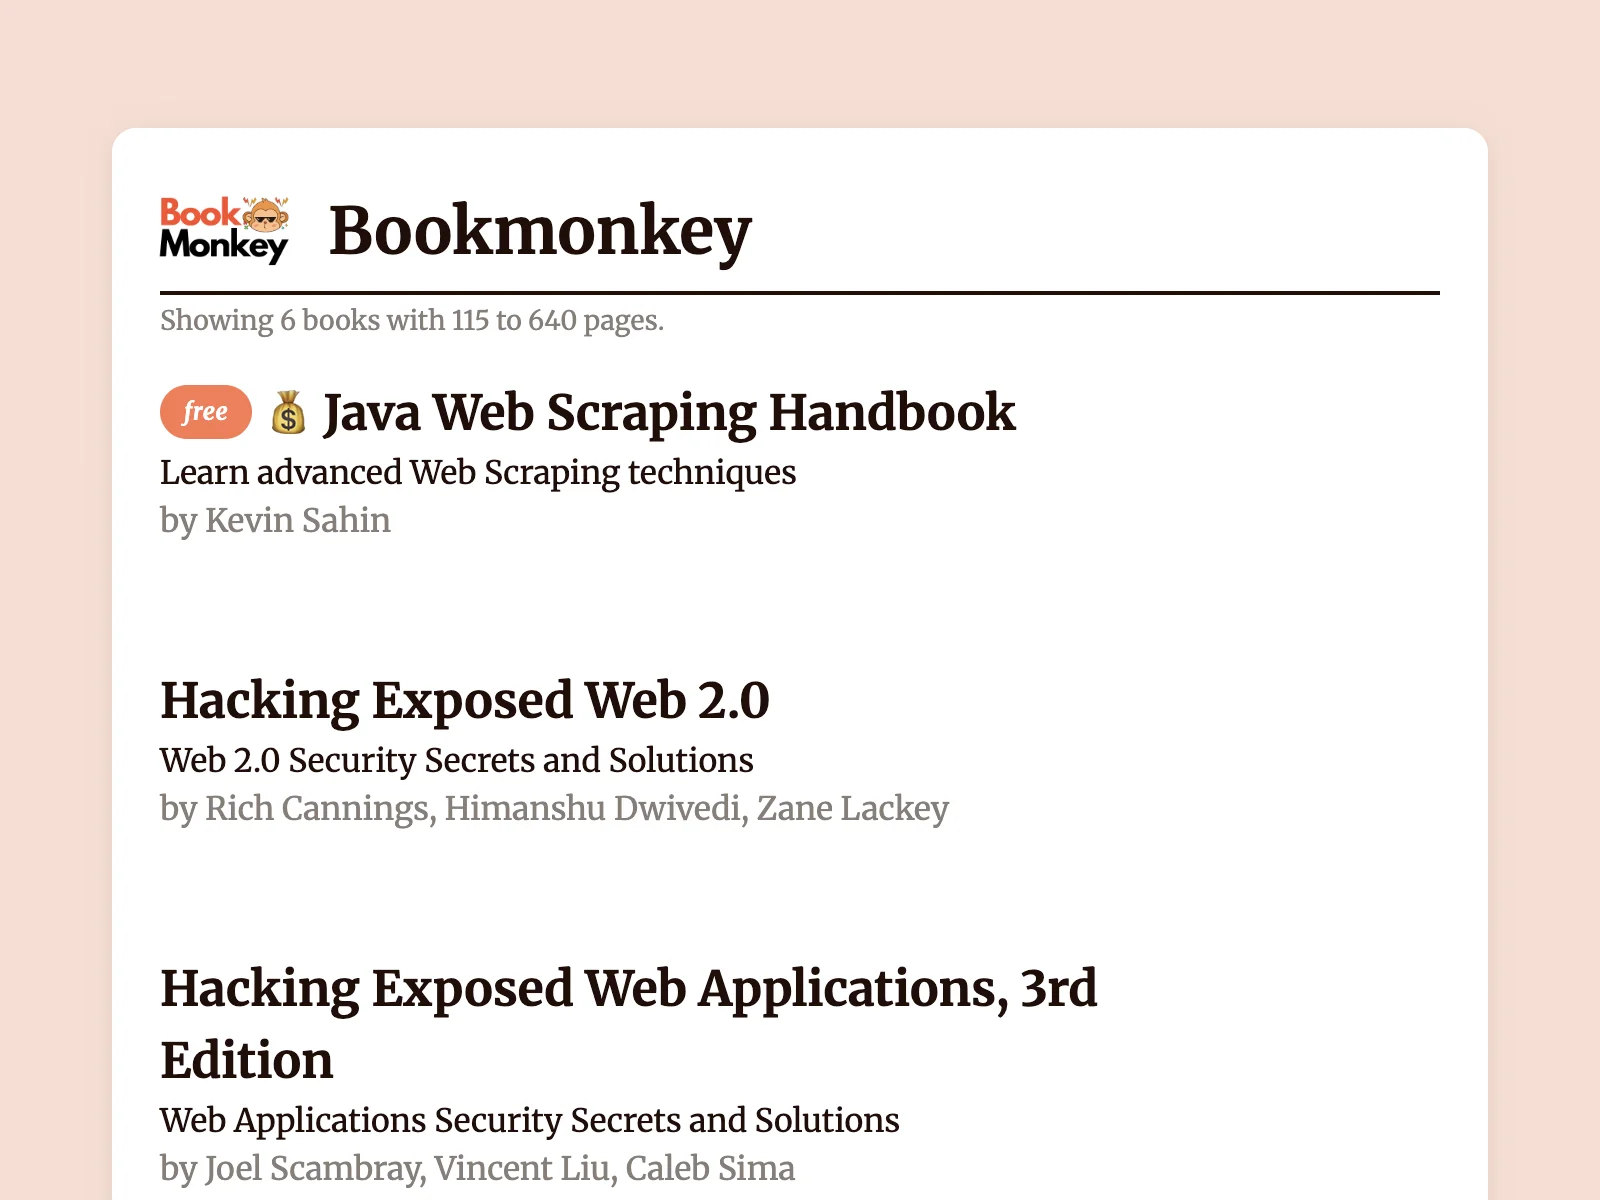 Book
Monkey
Bookmonkey
Showing 6 books with 115 to 640 pages.
free 💰 Java Web Scraping Handbook
Learn advanced Web Scraping techniques
by Kevin Sahin
Hacking Exposed Web 2.0
Web 2.0 Security Secrets and Solutions
by Rich Cannings, Himanshu Dwivedi, Zane Lackey
Hacking Exposed Web Applications, 3rd
Edition
Web Applications Security Secrets and Solutions
by Joel Scambray, Vincent Liu, Caleb Sima